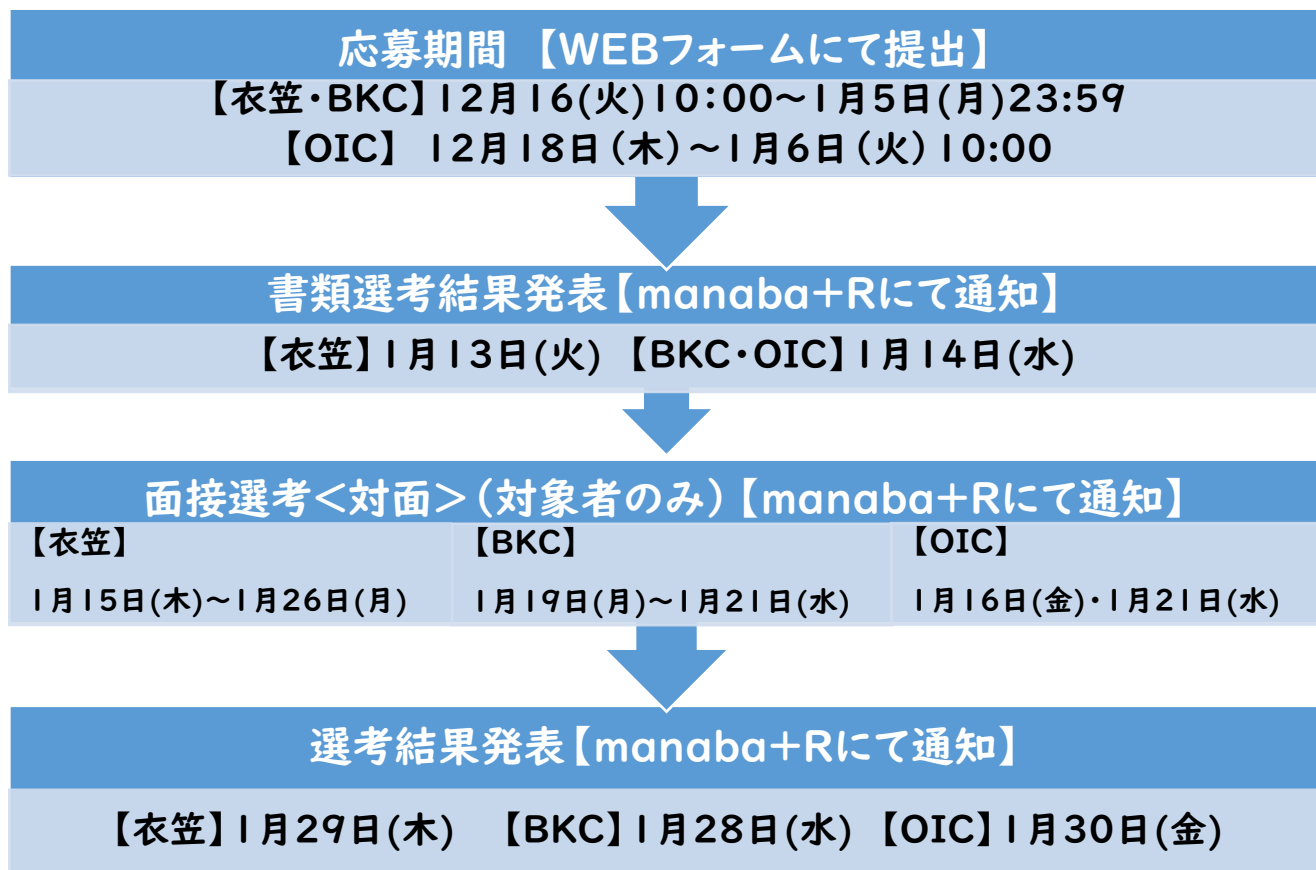 応募期間 【WEBフォームにて提出】
【衣笠・BKC】12月16(火)10:00~1月5日(月)23:59
【OIC】 12月18日(木)~1月6日(火)10:00
書類選考結果発表【manaba+Rにて通知】
【衣笠】1月13日(火) 【BKC・OIC】1月14日(水)
面接選考<対面>(対象者のみ)【manaba+Rにて通知】
【衣笠】
1月15日(木)~1月26日(月)
【BKC】
1月19日(月)~1月21日(水)
【OIC】
1月16日(金)・1月21日(水)
選考結果発表【manaba+Rにて通知】
【衣笠】1月29日(木) 【BKC】1月28日(水) 【OIC】1月30日(金)